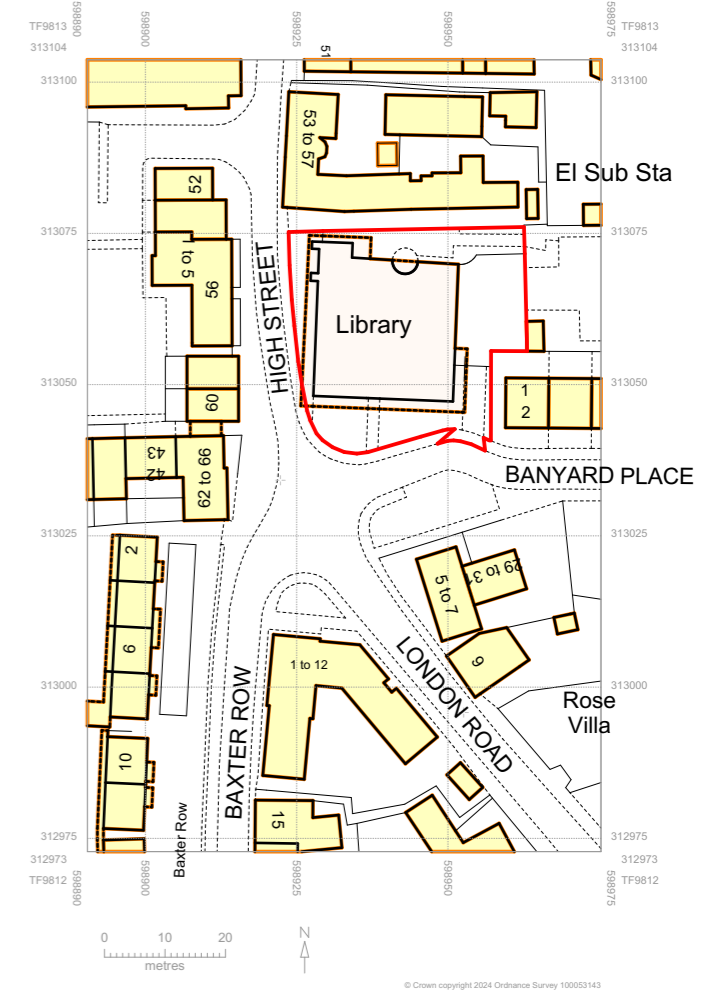 TF9813
313104
598890
598900
598925
598950
598975
TF9813
313104
313100
313100
51
53 to 57
El Sub Sta
52
313075
313075
1 to 5
56
HIGH STREET
Library
313050
313050
60
1
2
43
42
62 to 66
BANYARD PLACE
313025
313025
2
5 to 7
29 to 31
6
9
1 to 12
LONDON ROAD
313000
313000
Rose
Villa
BAXTER ROW
10
15
Baxter Row
312975
312975
312973
TF9812
598890
598900
598925
598950
598975
312973
TF9812
0 10 20
metres
N
© Crown copyright 2024 Ordnance Survey 100053143